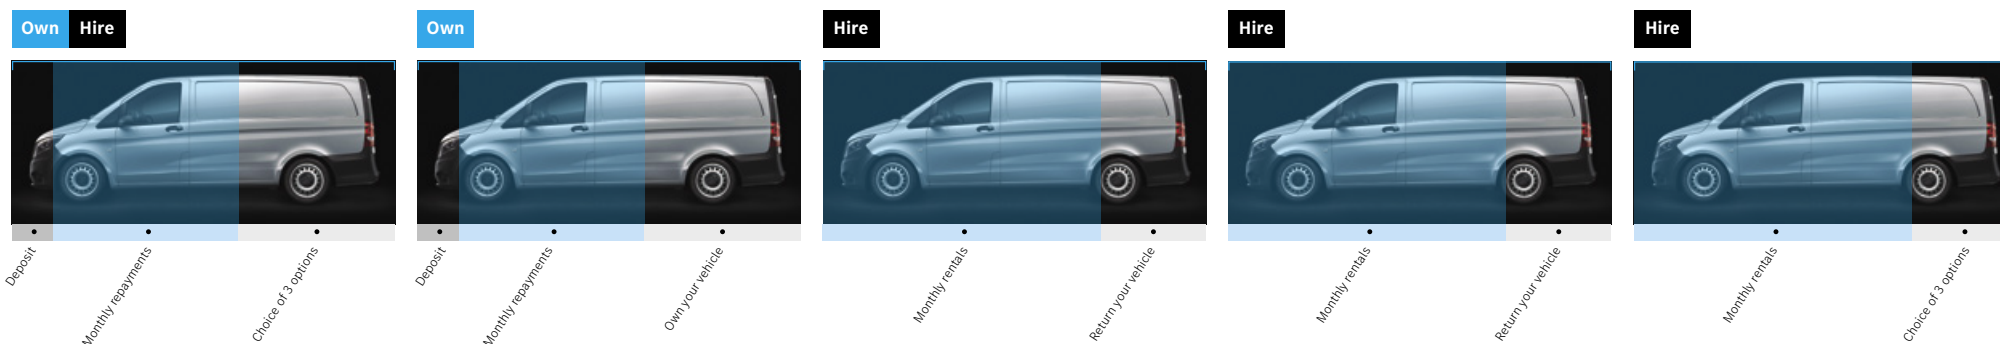 Own Hire
Own
Hire
Hire
Hire
Deposit
Monthly repayments
Choice of 3 options
Deposit
Monthly repayments
Own your vehicle
Monthly rentals
Return your vehicle
Monthly rentals
Return your vehicle
Monthly rentals
Choice of 3 options